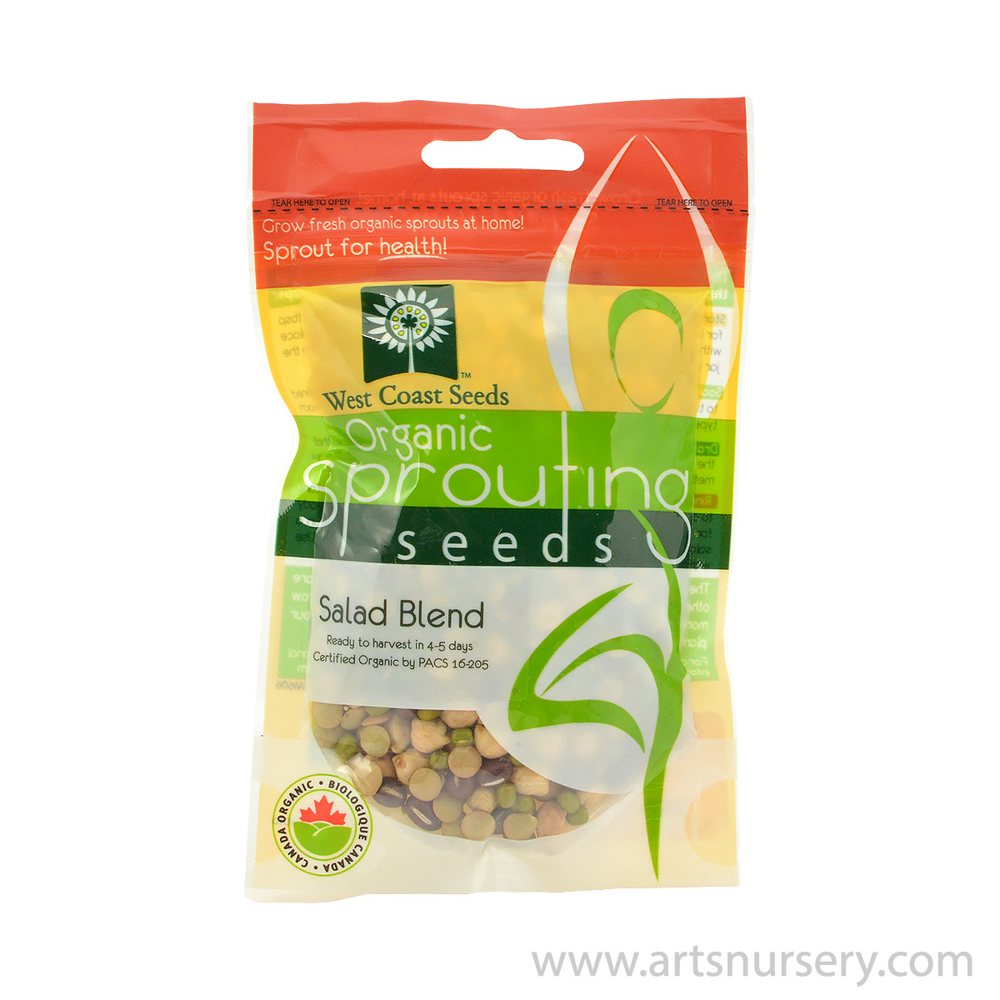 TEAR HERE TO OPEN TEAR HERE TO OPEN
Grow fresh organic sprouts at home!
Sprout for health!
West Coast Seeds™
Organic
sprouting
seeds
Salad Blend
Ready to harvest in 4-5 days
Certified Organic by PACS 16-205
CANADA ORGANIC • BIOLOGIQUE CANADA •
www.artsnursery.com